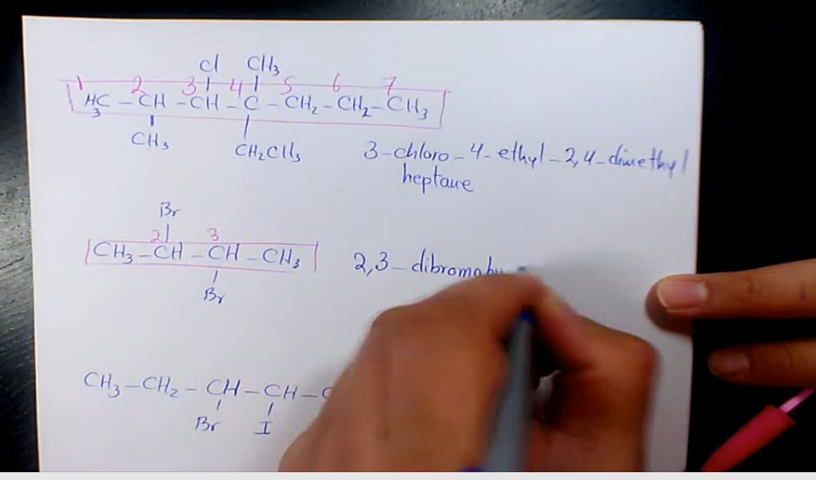 Cl CH3
1 2 3 4 5 6 7
H3C – CH – CH – C – CH2 – CH2 – CH3
CH3 CH2CH3
3-chloro-4-ethyl-2,4-dimethyl
heptane
Br
2 3
CH3 – CH – CH – CH3 2,3-dibromobu
Br
CH3 – CH2 – CH – CH – C
Br I